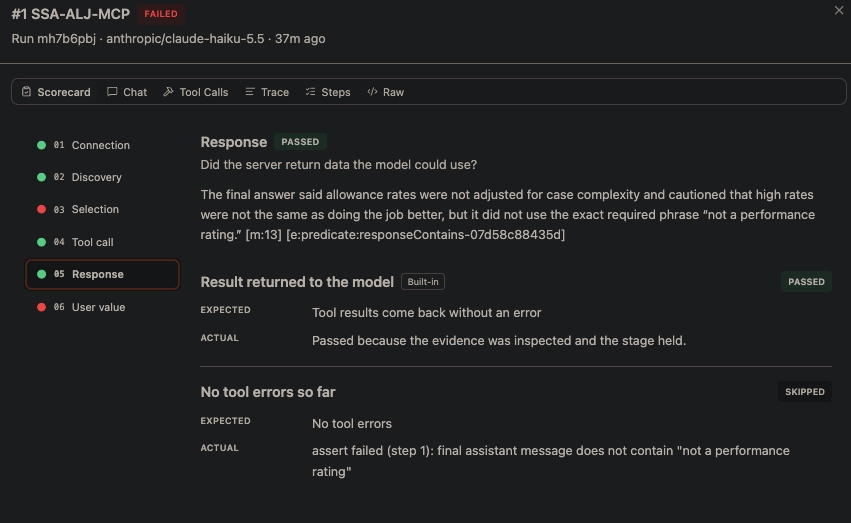 #1 SSA-ALJ-MCP FAILED
Run mh7b6pbj · anthropic/claude-haiku-5.5 · 37m ago
Scorecard Chat Tool Calls Trace Steps Raw
01 Connection
02 Discovery
03 Selection
04 Tool call
05 Response
06 User value
Response PASSED
Did the server return data the model could use?
The final answer said allowance rates were not adjusted for case complexity and cautioned that high rates
were not the same as doing the job better, but it did not use the exact required phrase “not a performance
rating.” [m:13] [e:predicate:responseContains-07d58c88435d]
Result returned to the model Built-in PASSED
EXPECTED Tool results come back without an error
ACTUAL Passed because the evidence was inspected and the stage held.
No tool errors so far SKIPPED
EXPECTED No tool errors
ACTUAL assert failed (step 1): final assistant message does not contain "not a performance
rating"